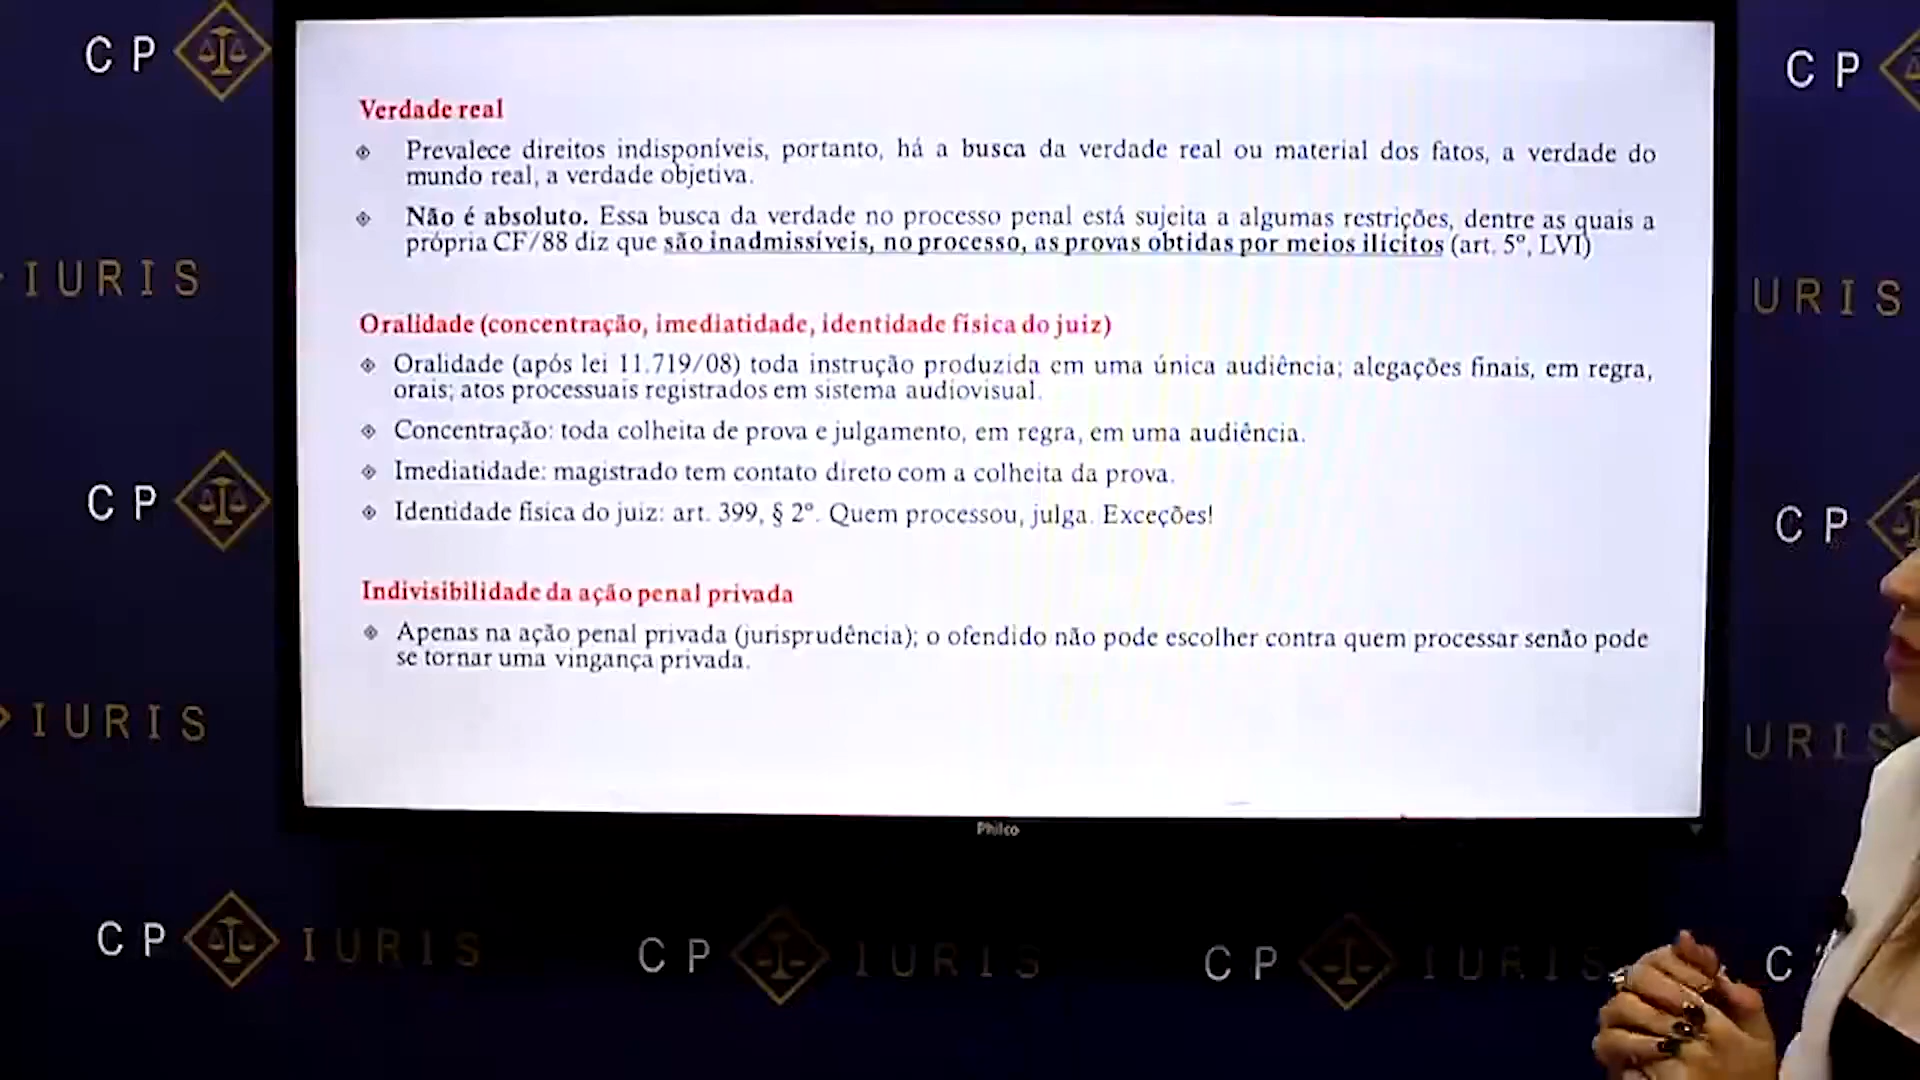 CP
CP
Verdade real
Prevalece direitos indisponíveis, portanto, há a busca da verdade real ou material dos fatos, a verdade do
mundo real, a verdade objetiva.
Não é absoluto. Essa busca da verdade no processo penal está sujeita a algumas restrições, dentre as quais a
própria CF/88 diz que são inadmissíveis, no processo, as provas obtidas por meios ilícitos (art. 5º, LVI)
IURIS
URIS
Oralidade (concentração, imediatidade, identidade física do juiz)
Oralidade (após lei 11.719/08) toda instrução produzida em uma única audiência; alegações finais, em regra,
orais; atos processuais registrados em sistema audiovisual.
Concentração: toda colheita de prova e julgamento, em regra, em uma audiência.
Imediatidade: magistrado tem contato direto com a colheita da prova.
CP
Identidade física do juiz: art. 399, § 2º. Quem processou, julga. Exceções!
CP
Indivisibilidade da ação penal privada
Apenas na ação penal privada (jurisprudência); o ofendido não pode escolher contra quem processar senão pode
se tornar uma vingança privada.
IURIS
URIS
Philco
CP IURIS
CP IURIS
CP IURIS
C